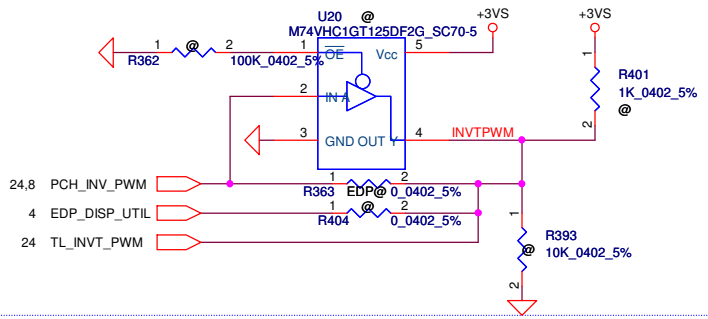 U20 @
M74VHC1GT125DF2G_SC70-5
+3VS
+3VS
1 @ 2
R362 100K_0402_5%
1 OE Vcc 5
2 IN A
3 GND OUT Y 4
INVTPWM
1
R401
1K_0402_5%
@
2
24,8 PCH_INV_PWM
1 2
R363 EDP@ 0_0402_5%
4 EDP_DISP_UTIL
1 @ 2
R404 0_0402_5%
24 TL_INVT_PWM
1
R393
@ 10K_0402_5%
2